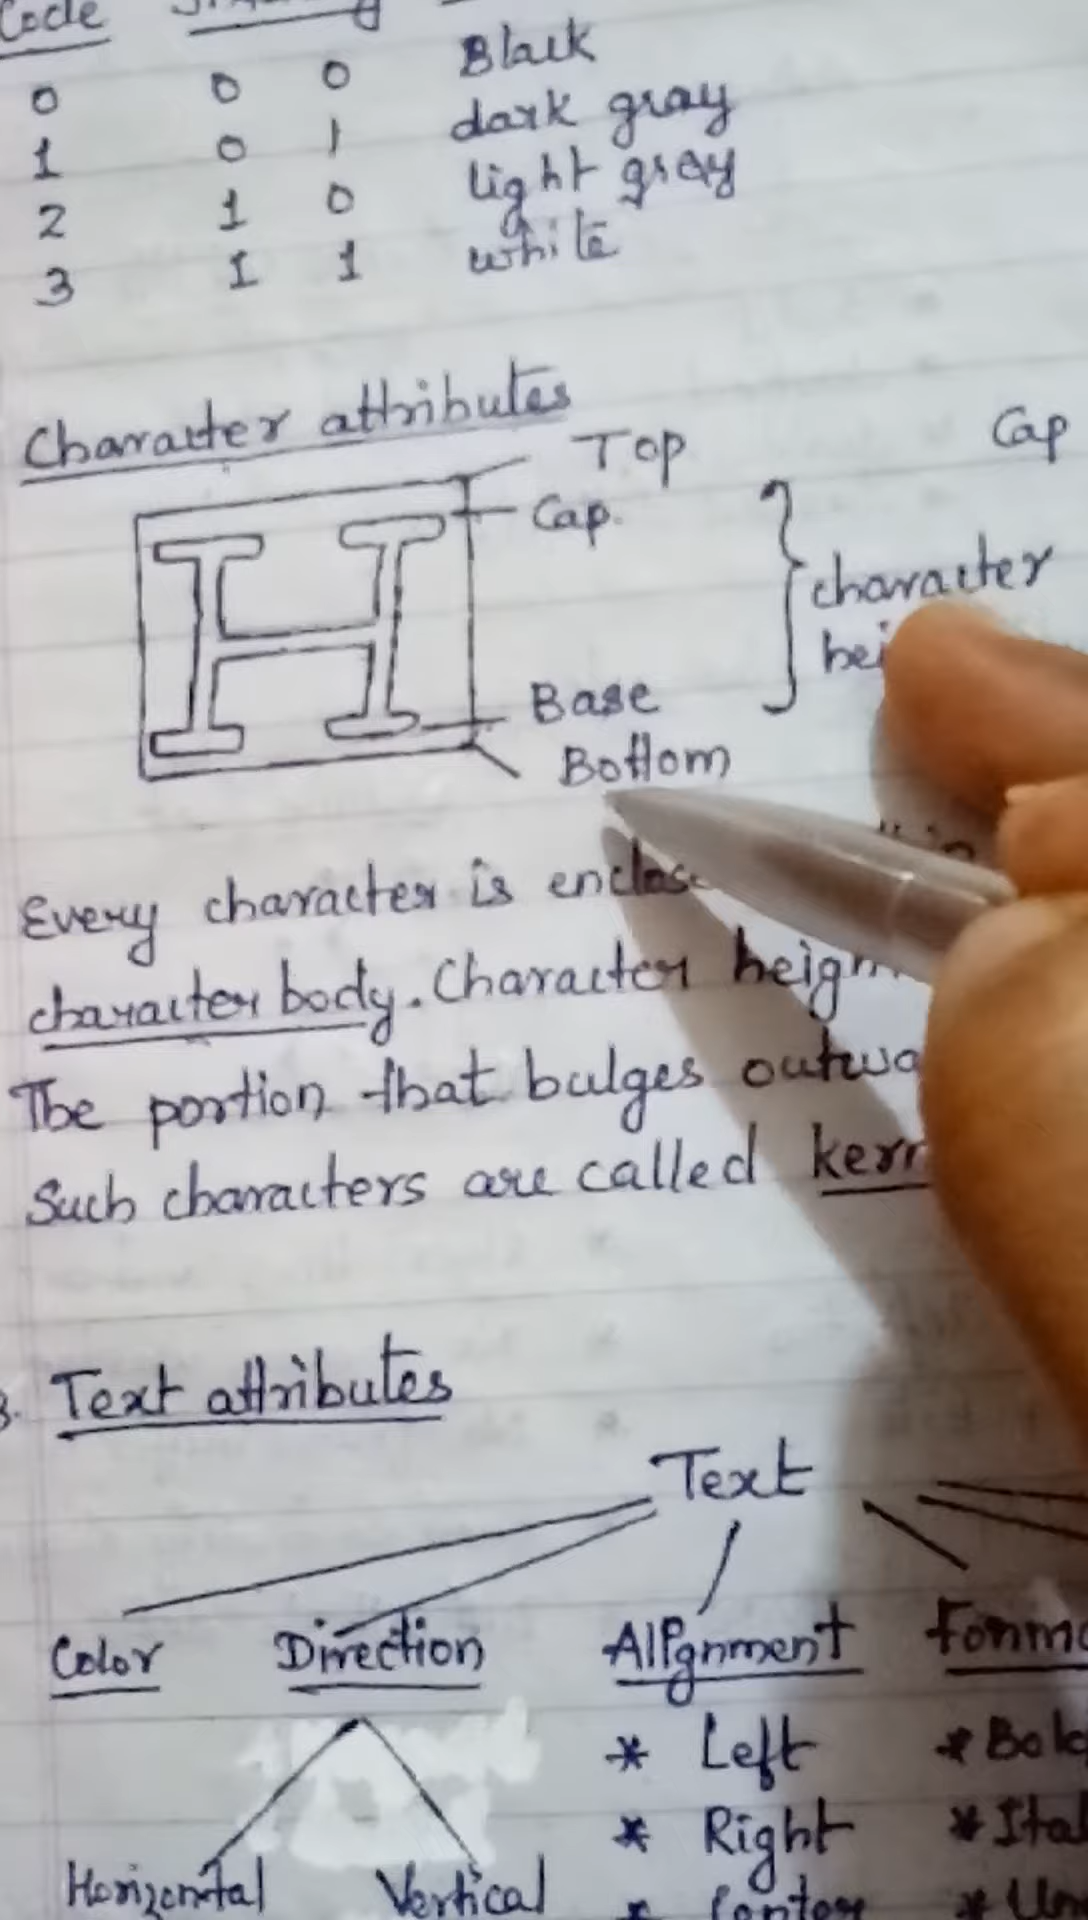 Code
0 0 0 Black
1 0 1 dark gray
2 1 0 light gray
3 1 1 white
Character attributes
Top
Cap
Cap.
character
Base
Bottom
Every character is
character body. Character
The portion that bulges
Such characters are called
3. Text attributes
Text
Color Direction Alignment
* Left
* Right
Horizontal Vertical * Center